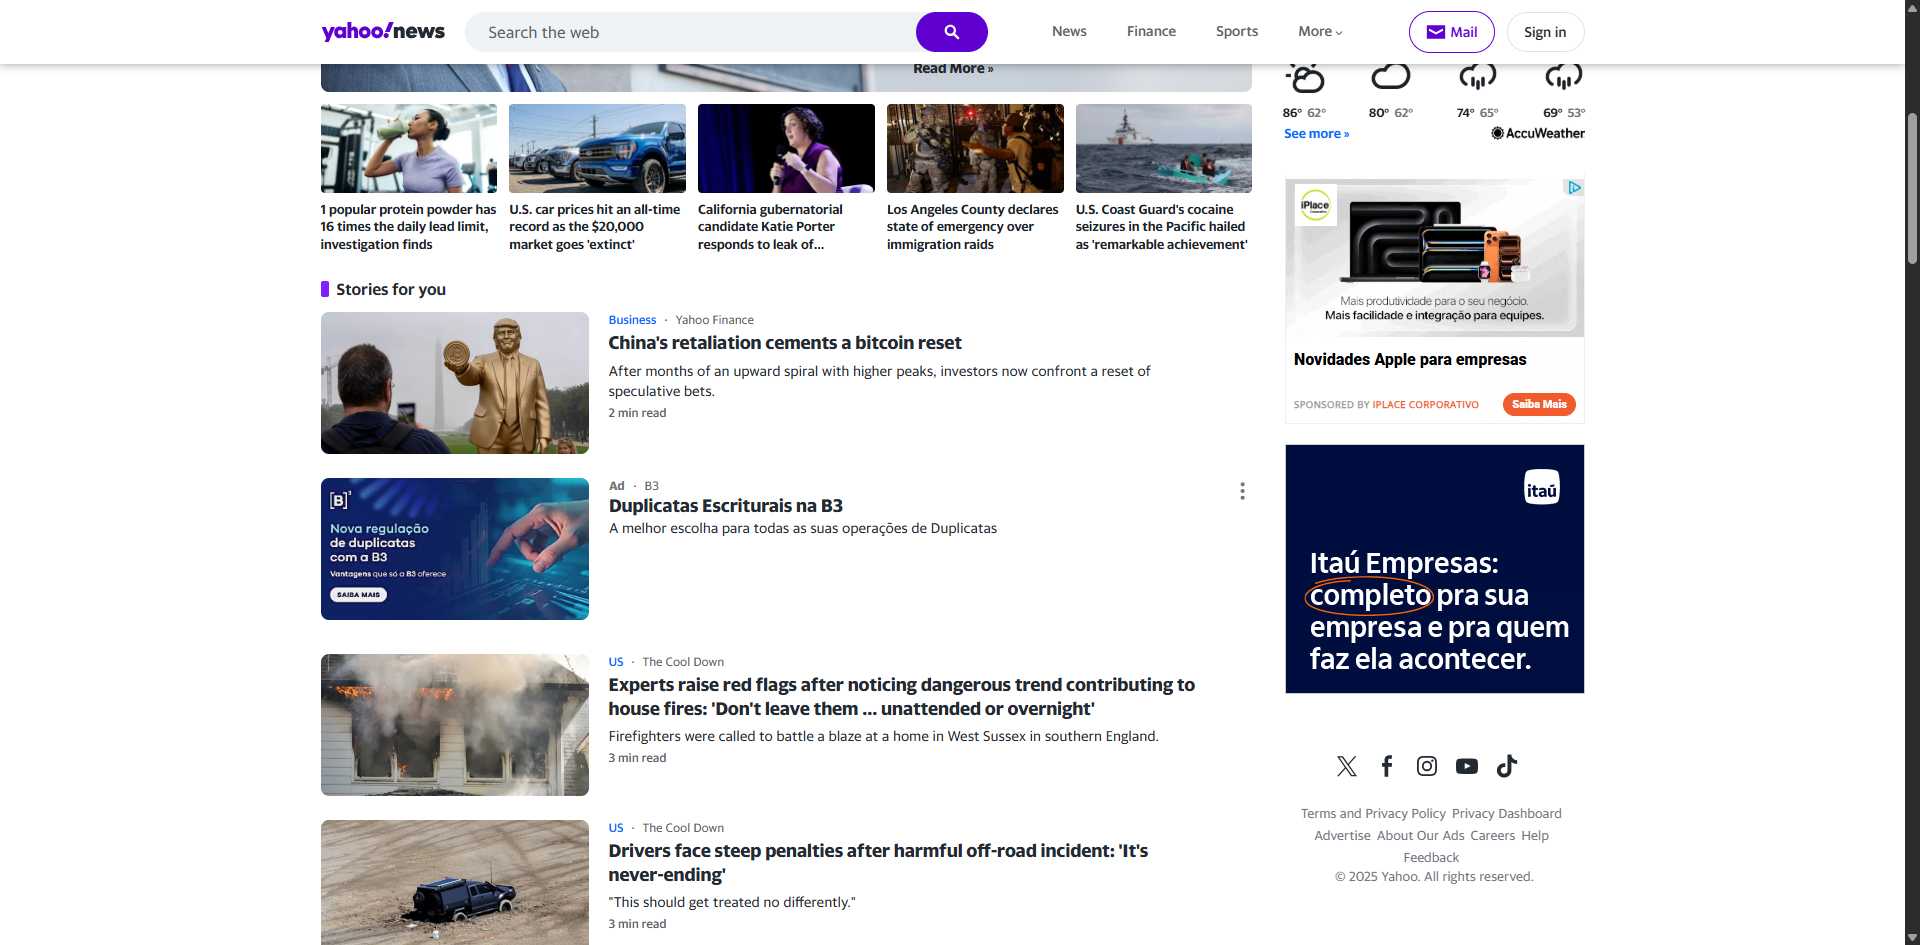 yahoo!news
Search the web
News
Finance
Sports
More
Mail
Sign in
Read More »
1 popular protein powder has
16 times the daily lead limit,
investigation finds
U.S. car prices hit an all-time
record as the $20,000
market goes 'extinct'
California gubernatorial
candidate Katie Porter
responds to leak of...
Los Angeles County declares
state of emergency over
immigration raids
U.S. Coast Guard's cocaine
seizures in the Pacific hailed
as 'remarkable achievement'
Stories for you
Business · Yahoo Finance
China's retaliation cements a bitcoin reset
After months of an upward spiral with higher peaks, investors now confront a reset of
speculative bets.
2 min read
[B]³
Nova regulação
de duplicatas
com a B3
Vantagens que só a B3 oferece
SAIBA MAIS
Ad · B3
Duplicatas Escriturais na B3
A melhor escolha para todas as suas operações de Duplicatas
US · The Cool Down
Experts raise red flags after noticing dangerous trend contributing to
house fires: 'Don't leave them ... unattended or overnight'
Firefighters were called to battle a blaze at a home in West Sussex in southern England.
3 min read
US · The Cool Down
Drivers face steep penalties after harmful off-road incident: 'It's
never-ending'
"This should get treated no differently."
3 min read
86° 62°
80° 62°
74° 65°
69° 53°
See more »
AccuWeather
iPlace
Mais produtividade para o seu negócio.
Mais facilidade e integração para equipes.
Novidades Apple para empresas
SPONSORED BY IPLACE CORPORATIVO
Saiba Mais
itaú
Itaú Empresas:
completo pra sua
empresa e pra quem
faz ela acontecer.
Terms and Privacy Policy Privacy Dashboard
Advertise About Our Ads Careers Help
Feedback
© 2025 Yahoo. All rights reserved.